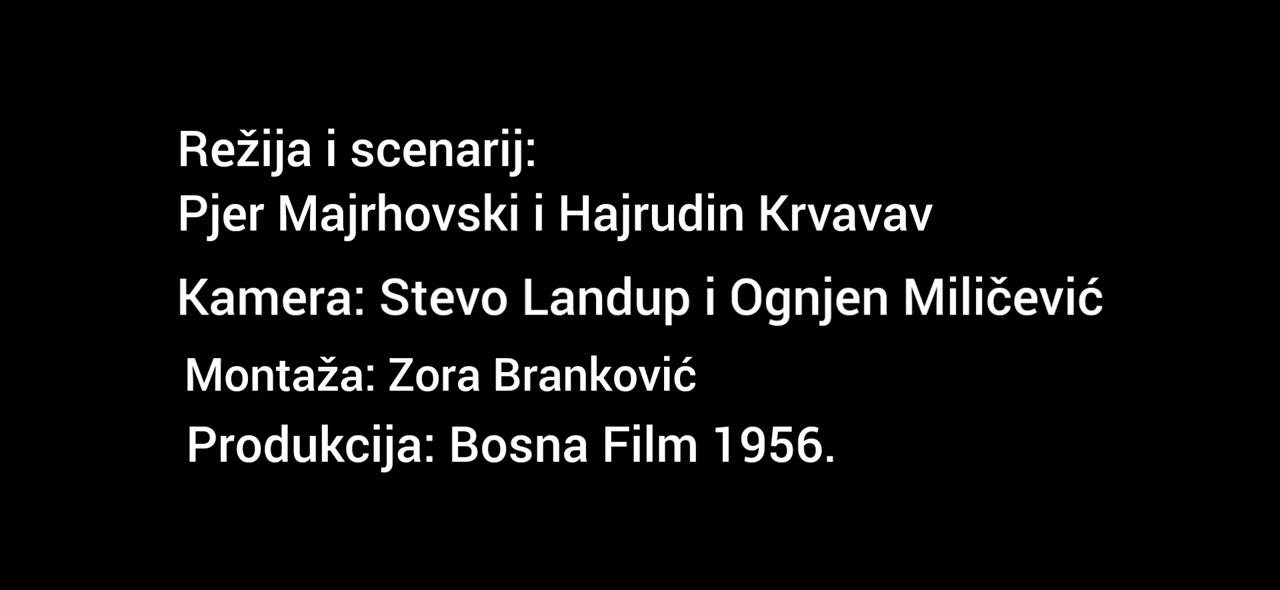 Režija i scenarij:
Pjer Majrhovski i Hajrudin Krvavav
Kamera: Stevo Landup i Ognjen Miličević
Montaža: Zora Branković
Produkcija: Bosna Film 1956.